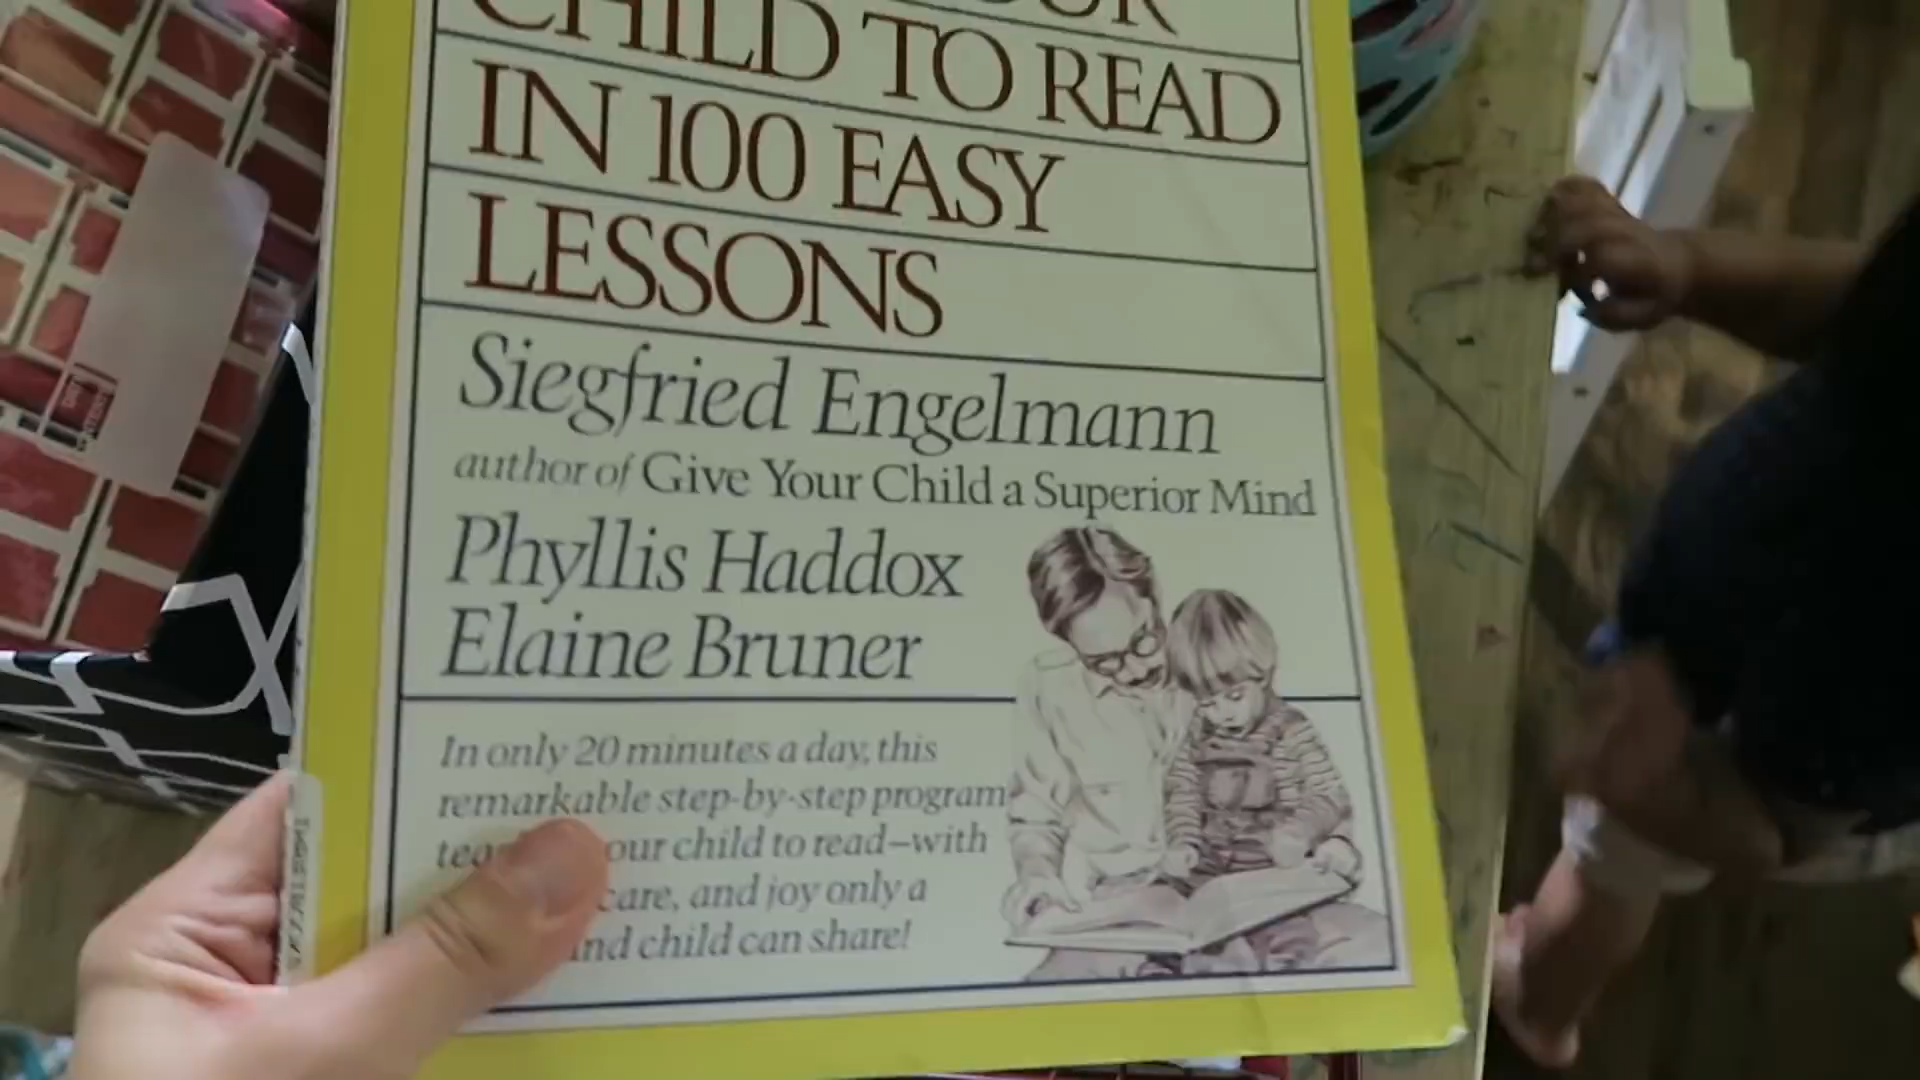 CHILD TO READ
IN 100 EASY
LESSONS
Siegfried Engelmann
author of Give Your Child a Superior Mind
Phyllis Haddox
Elaine Bruner
In only 20 minutes a day, this
remarkable step-by-step program
our child to read—with
care, and joy only a
child can share!